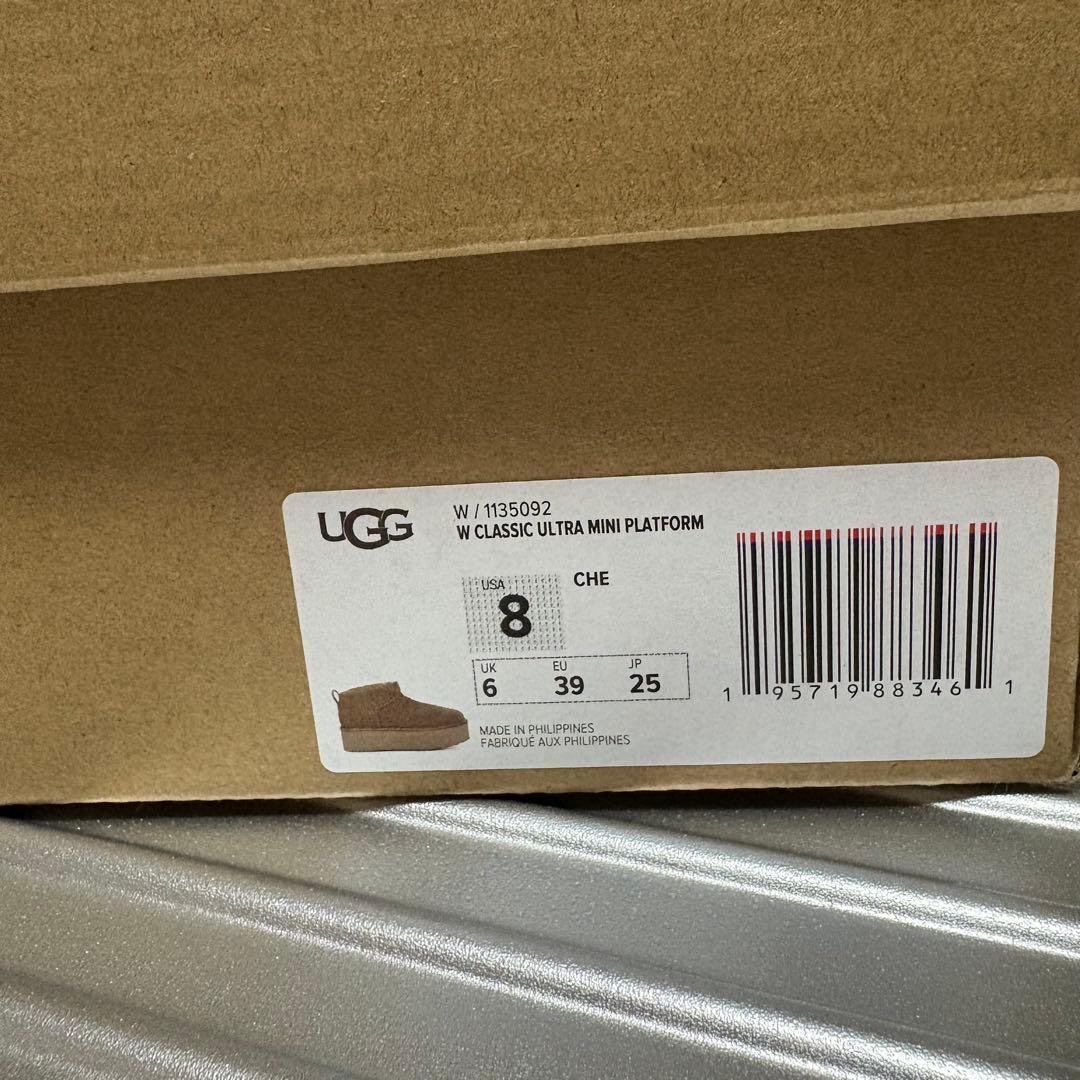 UGG
W / 1135092
W CLASSIC ULTRA MINI PLATFORM
USA
CHE
8
UK EU JP
6 39 25
MADE IN PHILIPPINES
FABRIQUÉ AUX PHILIPPINES
1 95719 88346 1